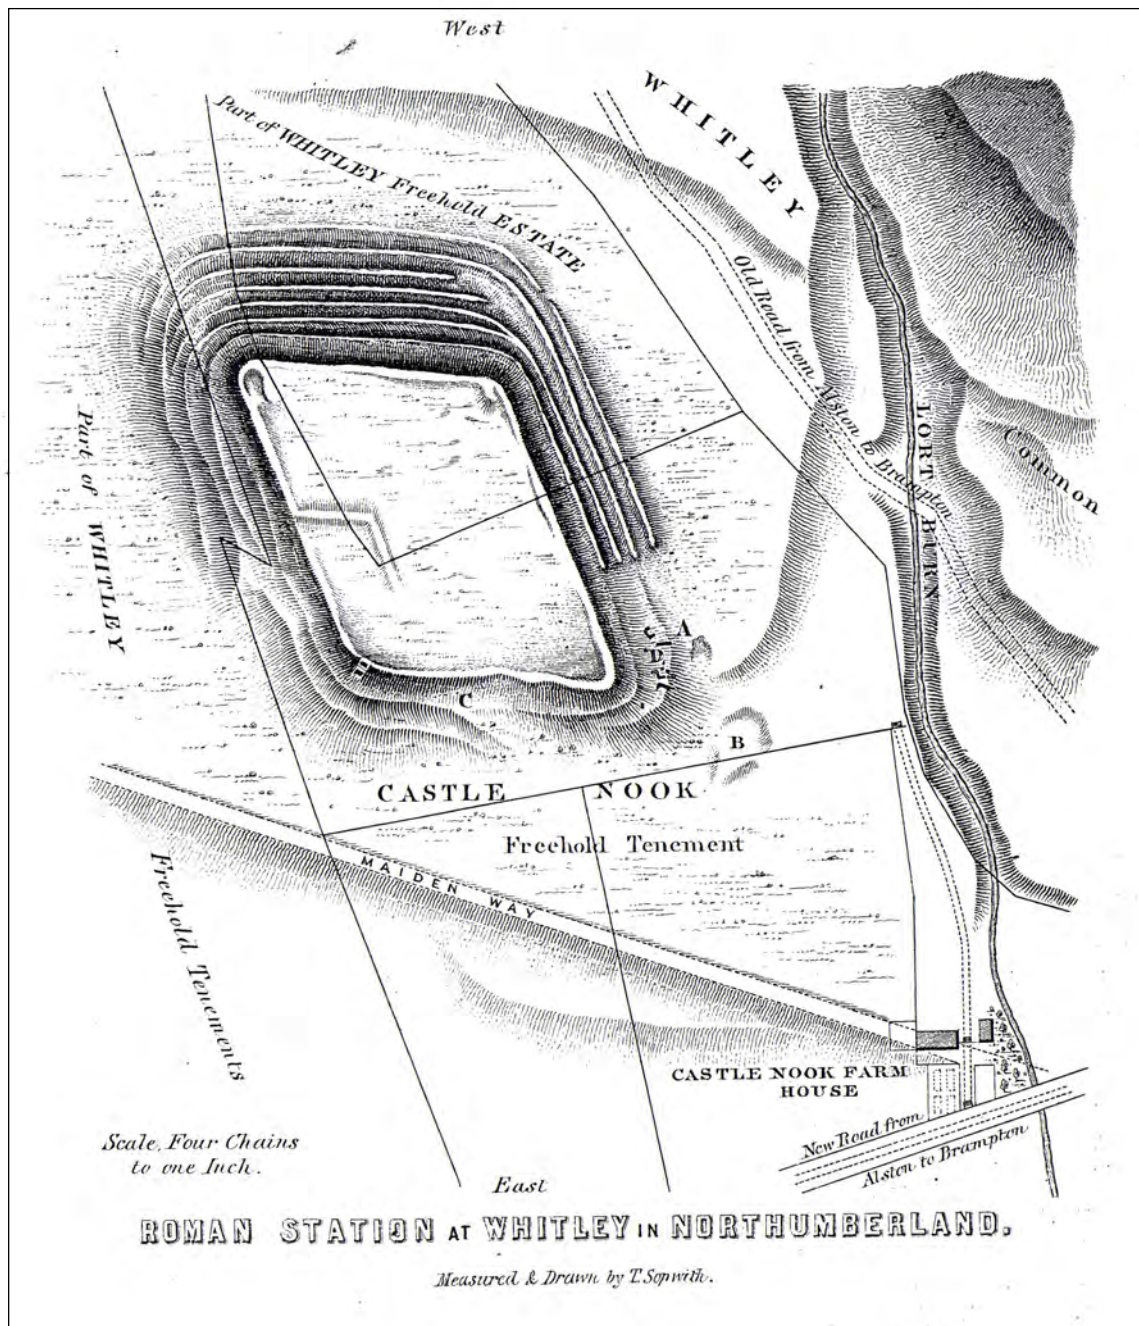 West
WHITLEY
Part of WHITLEY Freehold ESTATE
Old Road from Alston to Brampton
LORT BURN
Common
Part of WHITLEY
A
D
C
B
CASTLE NOOK
Freehold Tenement
MAIDEN WAY
Freehold Tenements
CASTLE NOOK FARM
HOUSE
New Road from
Alston to Brampton
Scale, Four Chains
to one Inch.
East
ROMAN STATION AT WHITLEY IN NORTHUMBERLAND.
Measured & Drawn by T. Sopwith.